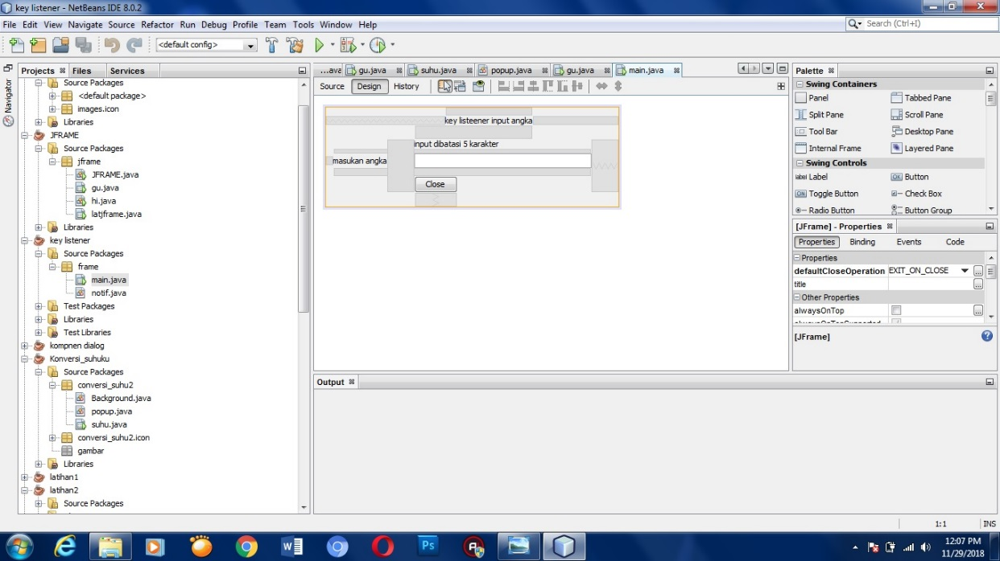 key listener - NetBeans IDE 8.0.2
File Edit View Navigate Source Refactor Run Debug Profile Team Tools Window Help
Search (Ctrl+I)
<default config>
Projects Files Services
Navigator
Source Packages
<default package>
images.icon
Libraries
JFRAME
Source Packages
jframe
JFRAME.java
gu.java
hi.java
latjframe.java
Libraries
key listener
Source Packages
frame
main.java
notif.java
Test Packages
Libraries
Test Libraries
kompnen dialog
Konversi_suhuku
Source Packages
conversi_suhu2
Background.java
popup.java
suhu.java
conversi_suhu2.icon
gambar
Libraries
latihan1
latihan2
Source Packages
...ava gu.java suhu.java popup.java gu.java main.java
Source Design History
key listeener input angka
input dibatasi 5 karakter
masukan angka
Close
Output
Palette
Swing Containers
Panel Tabbed Pane
Split Pane Scroll Pane
Tool Bar Desktop Pane
Internal Frame Layered Pane
Swing Controls
label Label OK Button
ON Toggle Button Check Box
Radio Button Button Group
[JFrame] - Properties
Properties Binding Events Code
Properties
defaultCloseOperation EXIT_ON_CLOSE ...
title ...
Other Properties
alwaysOnTop ...
alwaysOnTopSupported
[JFrame]
?
1:1 INS
W Ps
12:07 PM
11/29/2018